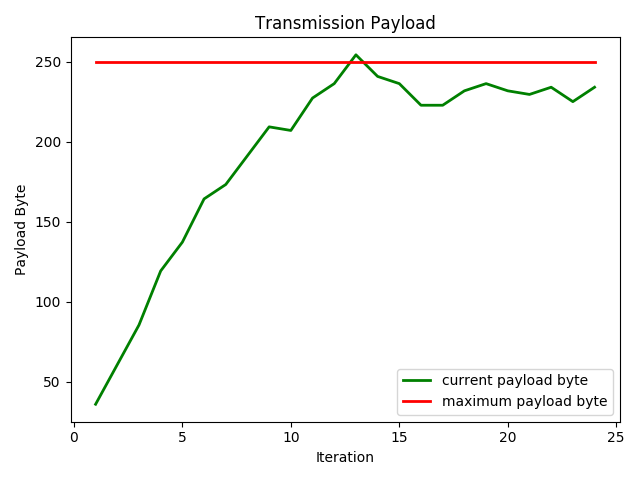 Transmission Payload
250
200
150
100
50
Payload Byte
0
5
10
15
20
25
Iteration
current payload byte
maximum payload byte